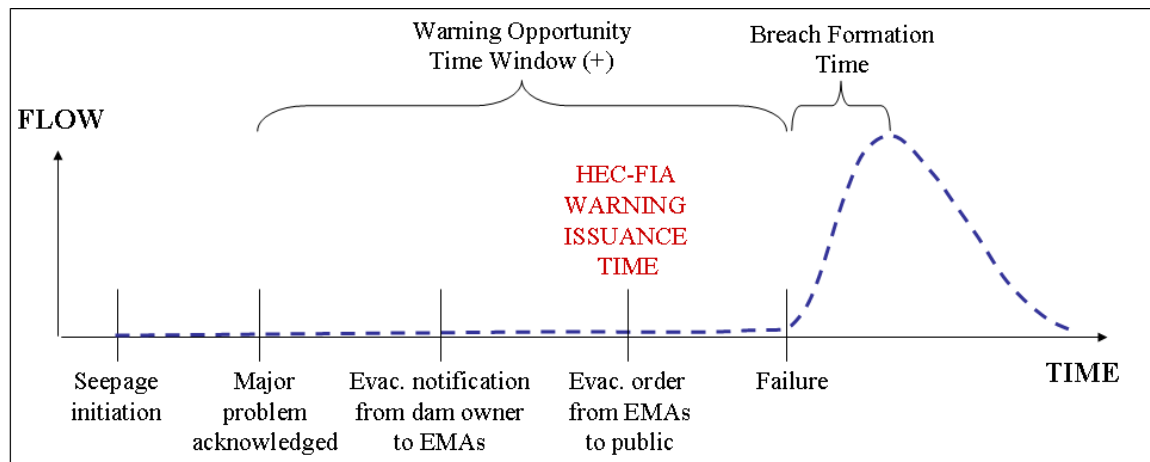 Warning Opportunity
Time Window (+)
Breach Formation
Time
FLOW
HEC-FIA
WARNING
ISSUANCE
TIME
Seepage
initiation
Major
problem
acknowledged
Evac. notification
from dam owner
to EMAs
Evac. order
from EMAs
to public
Failure
TIME